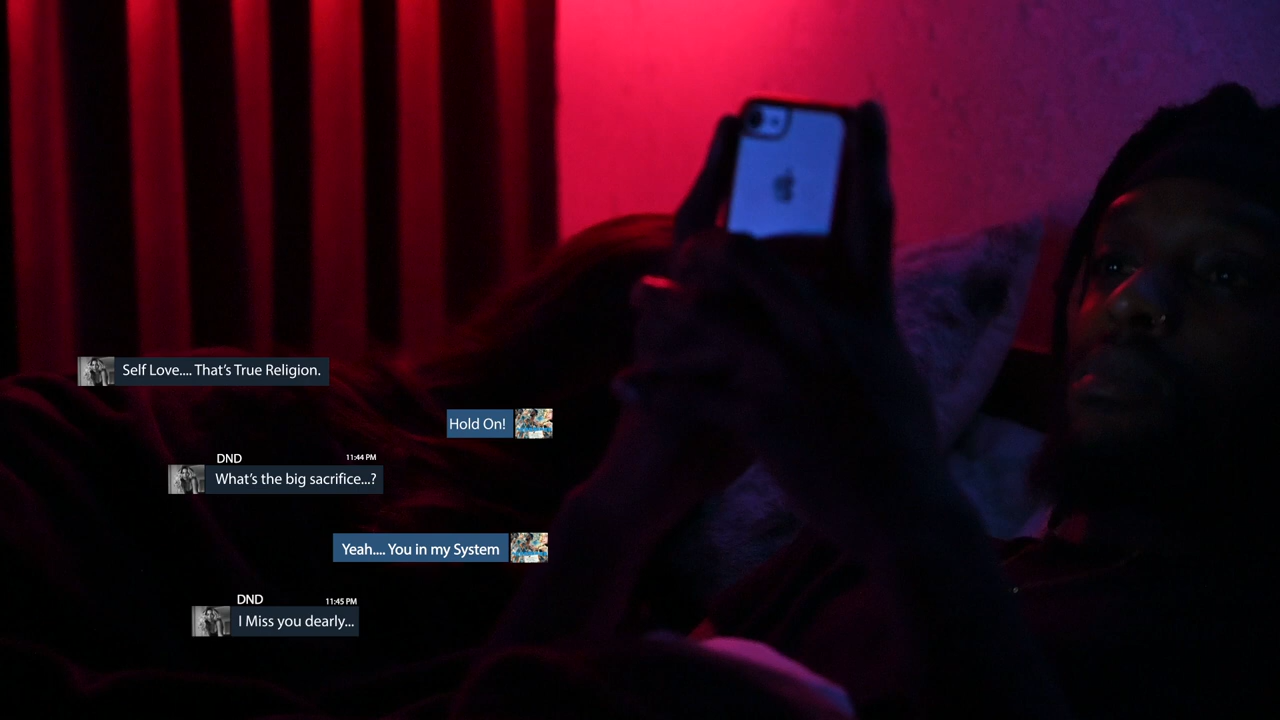 Self Love.... That's True Religion.
Hold On!
DND 11:44 PM
What's the big sacrifice...?
Yeah.... You in my System
DND 11:45 PM
I Miss you dearly...